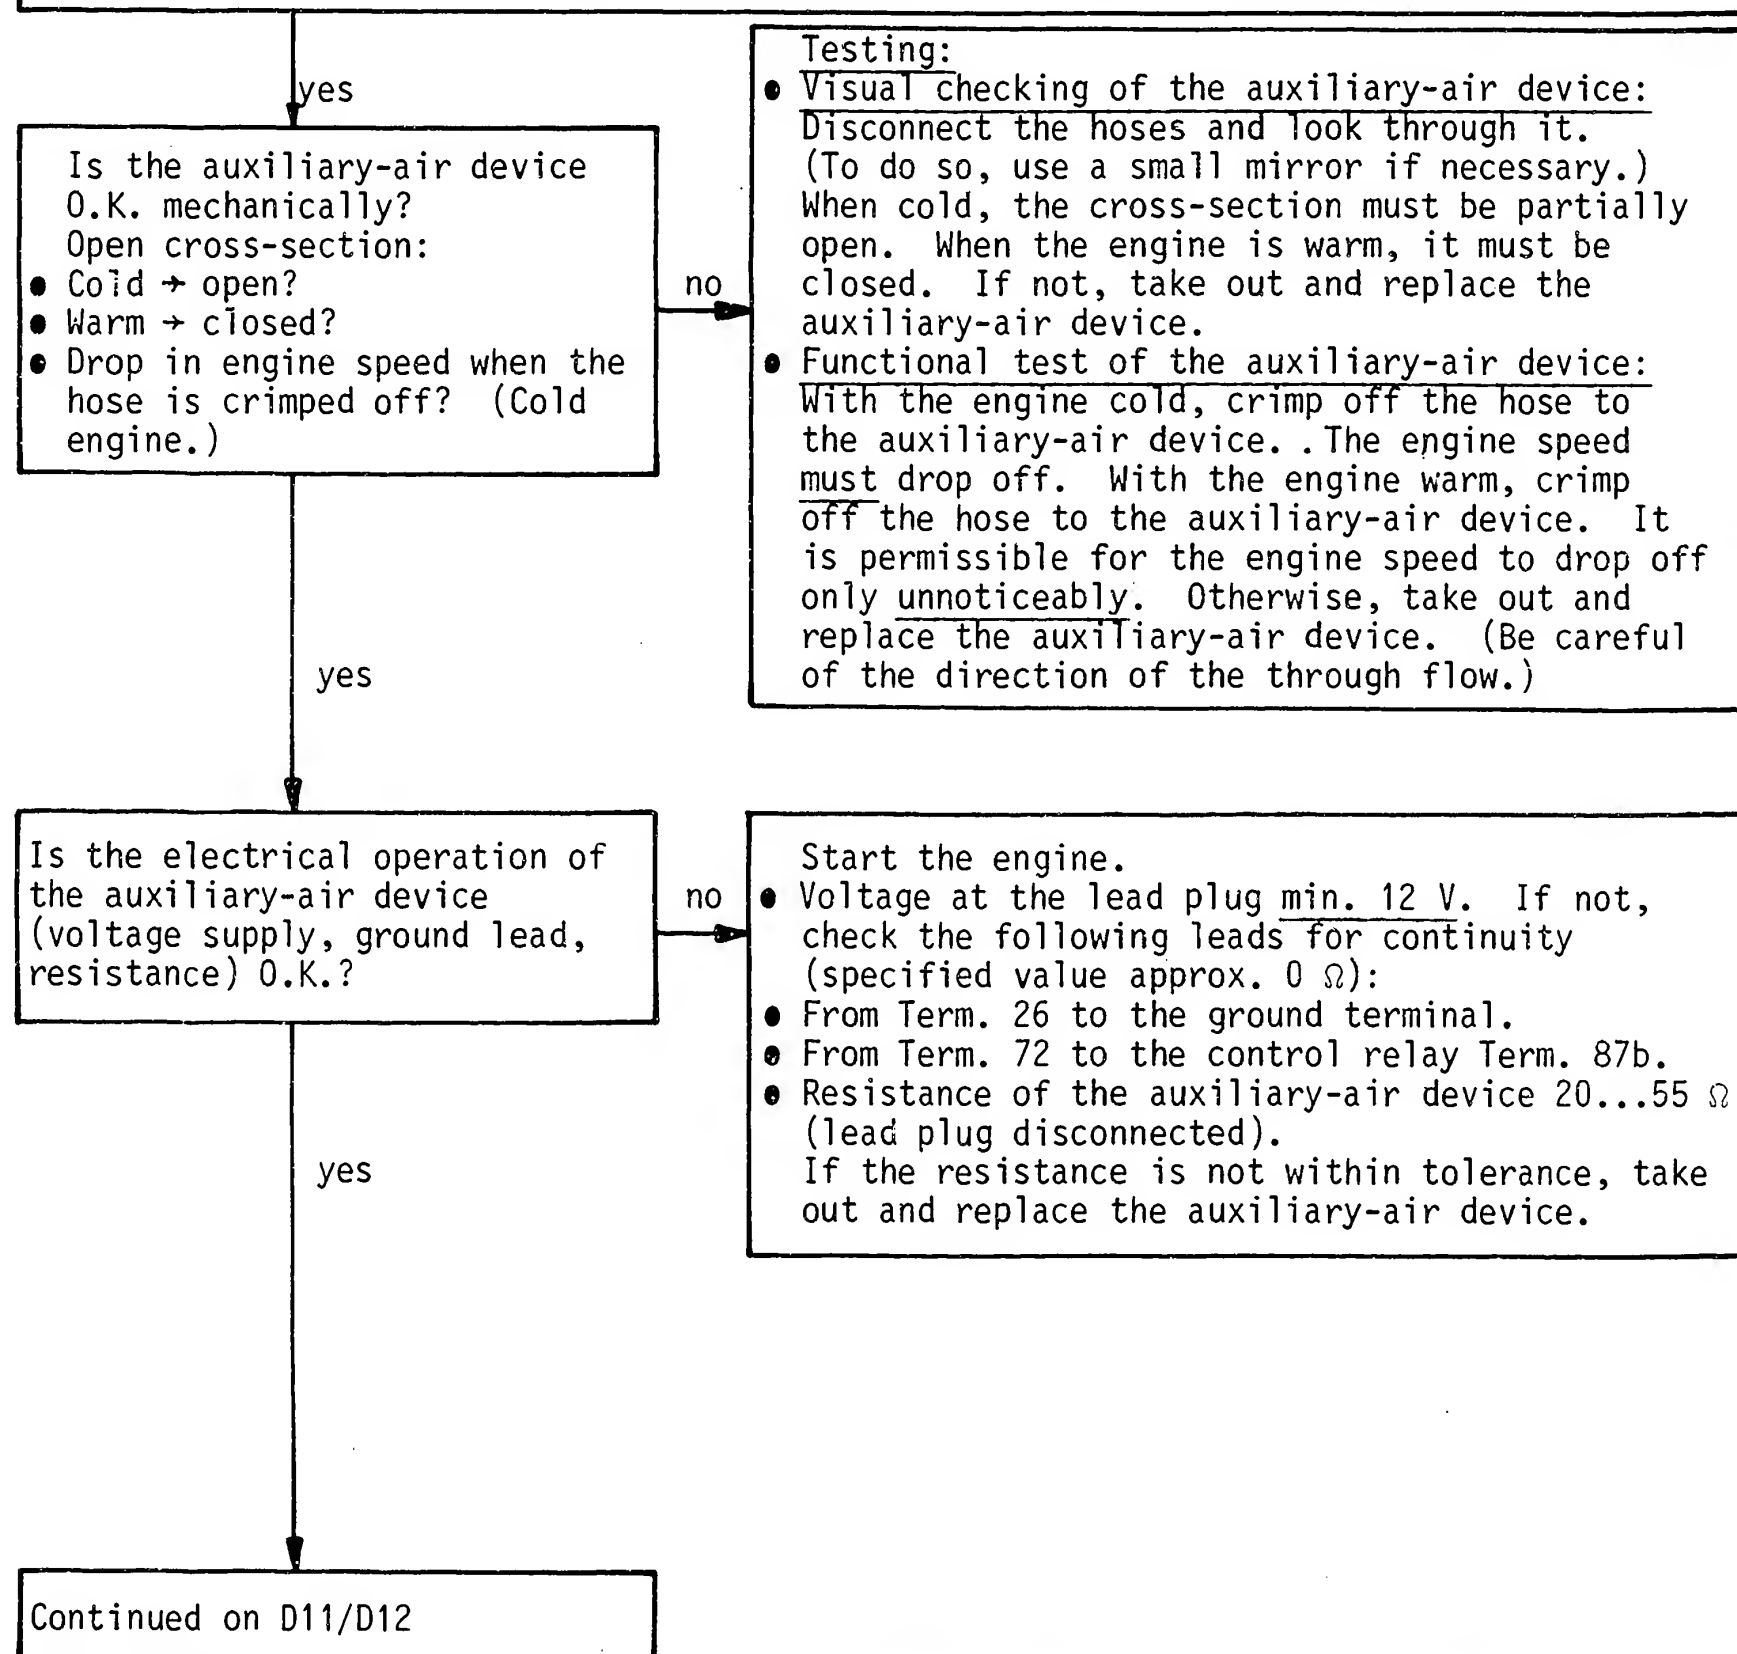 yes
Is the auxiliary-air device
O.K. mechanically?
Open cross-section:
• Cold → open?
• Warm → closed?
• Drop in engine speed when the
hose is crimped off? (Cold
engine.)
no
Testing:
• Visual checking of the auxiliary-air device:
Disconnect the hoses and look through it.
(To do so, use a small mirror if necessary.)
When cold, the cross-section must be partially
open. When the engine is warm, it must be
closed. If not, take out and replace the
auxiliary-air device.
• Functional test of the auxiliary-air device:
With the engine cold, crimp off the hose to
the auxiliary-air device. . The engine speed
must drop off. With the engine warm, crimp
off the hose to the auxiliary-air device. It
is permissible for the engine speed to drop off
only unnoticeably. Otherwise, take out and
replace the auxiliary-air device. (Be careful
of the direction of the through flow.)
yes
Is the electrical operation of
the auxiliary-air device
(voltage supply, ground lead,
resistance) O.K.?
no
Start the engine.
• Voltage at the lead plug min. 12 V. If not,
check the following leads for continuity
(specified value approx. 0 Ω):
• From Term. 26 to the ground terminal.
• From Term. 72 to the control relay Term. 87b.
• Resistance of the auxiliary-air device 20...55 Ω
(lead plug disconnected).
If the resistance is not within tolerance, take
out and replace the auxiliary-air device.
yes
Continued on D11/D12